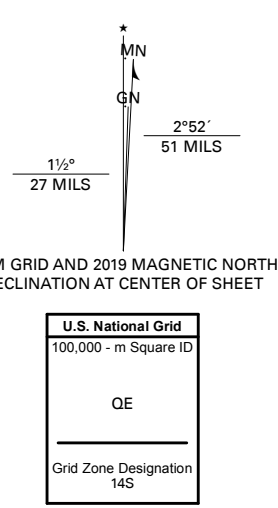 ★
MN
GN
2°52´
51 MILS
1½°
27 MILS
M GRID AND 2019 MAGNETIC NORTH
ECLINATION AT CENTER OF SHEET
U.S. National Grid
100,000 - m Square ID
QE
Grid Zone Designation
14S